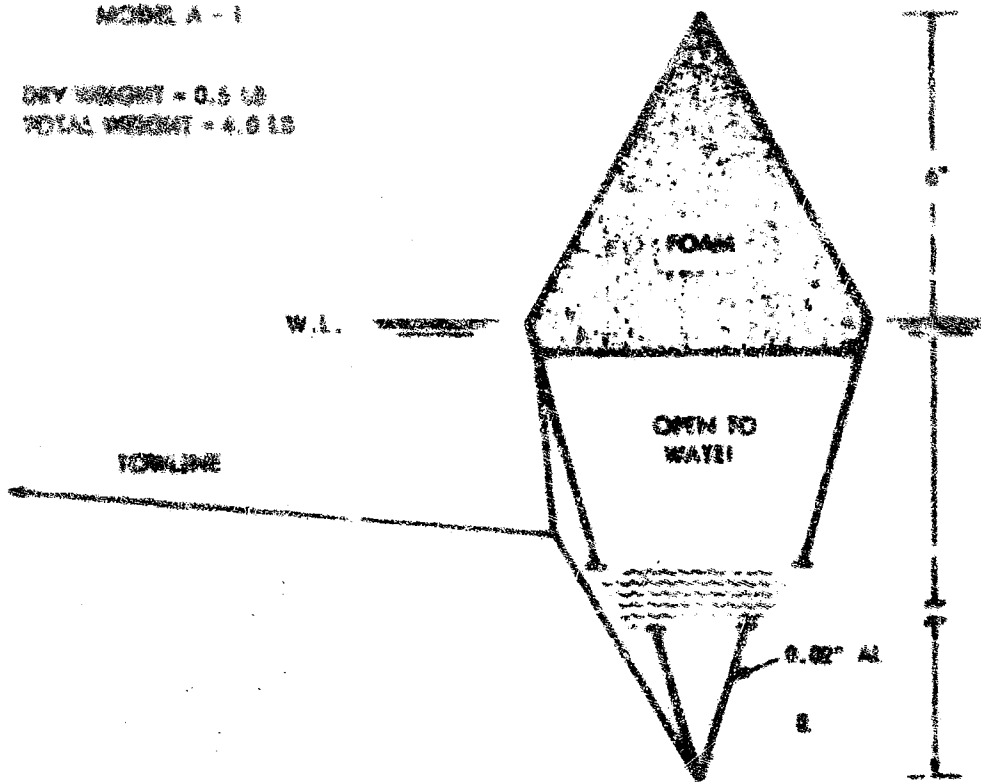 MODEL A - 1
DRY WEIGHT = 0.5 LB
TOTAL WEIGHT = 4.0 LB
6"
FOAM
W.L.
OPEN TO
WATER
TOWLINE
0.02" AL